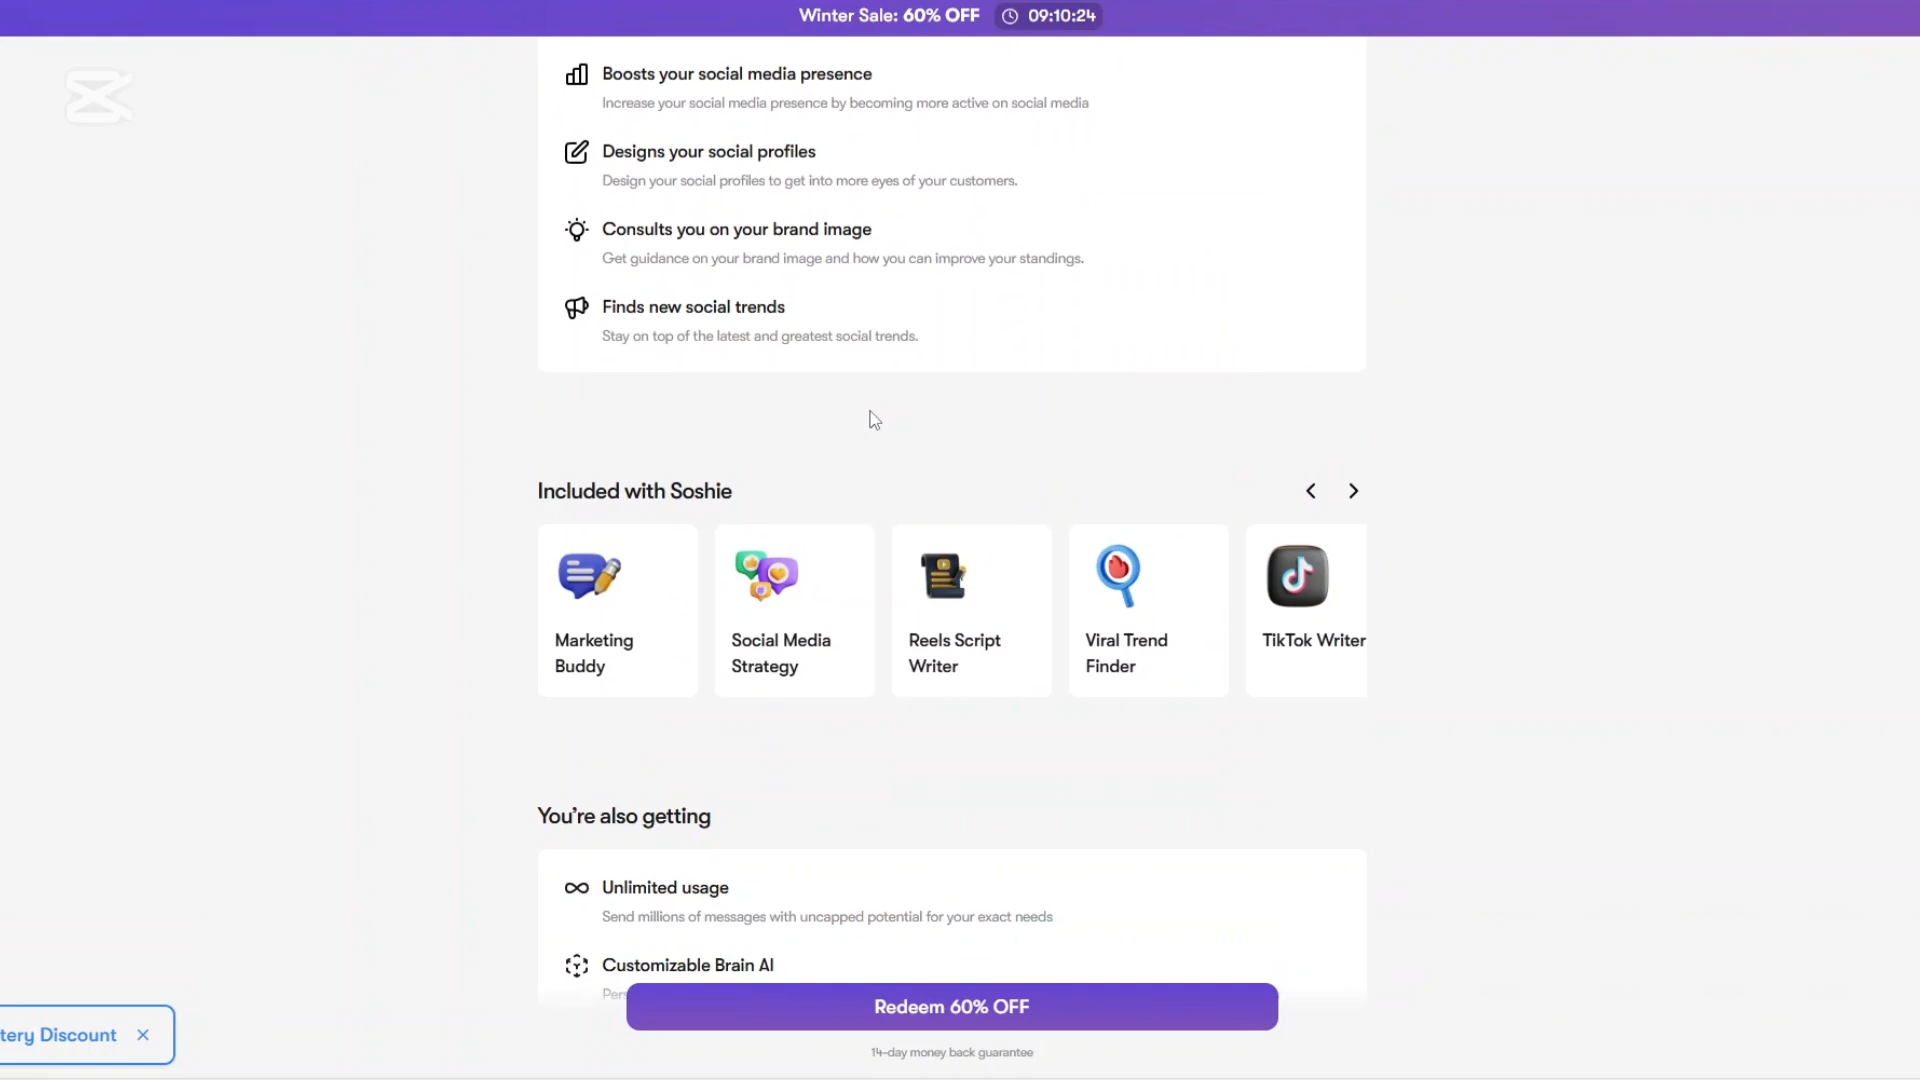 Winter Sale: 60% OFF 09:10:24
Boosts your social media presence
Increase your social media presence by becoming more active on social media
Designs your social profiles
Design your social profiles to get into more eyes of your customers.
Consults you on your brand image
Get guidance on your brand image and how you can improve your standings.
Finds new social trends
Stay on top of the latest and greatest social trends.
Included with Soshie
Marketing
Buddy
Social Media
Strategy
Reels Script
Writer
Viral Trend
Finder
TikTok Writer
You're also getting
Unlimited usage
Send millions of messages with uncapped potential for your exact needs
Customizable Brain AI
Redeem 60% OFF
tery Discount
14-day money back guarantee